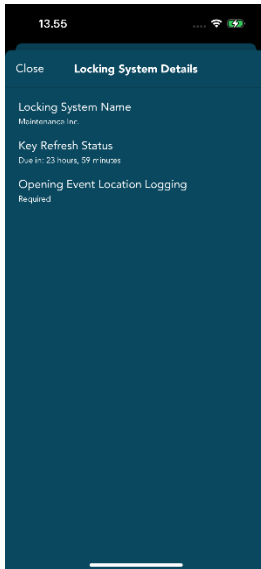 13.55
Close Locking System Details
Locking System Name
Maintenance Inc.
Key Refresh Status
Due in: 23 hours, 59 minutes
Opening Event Location Logging
Required